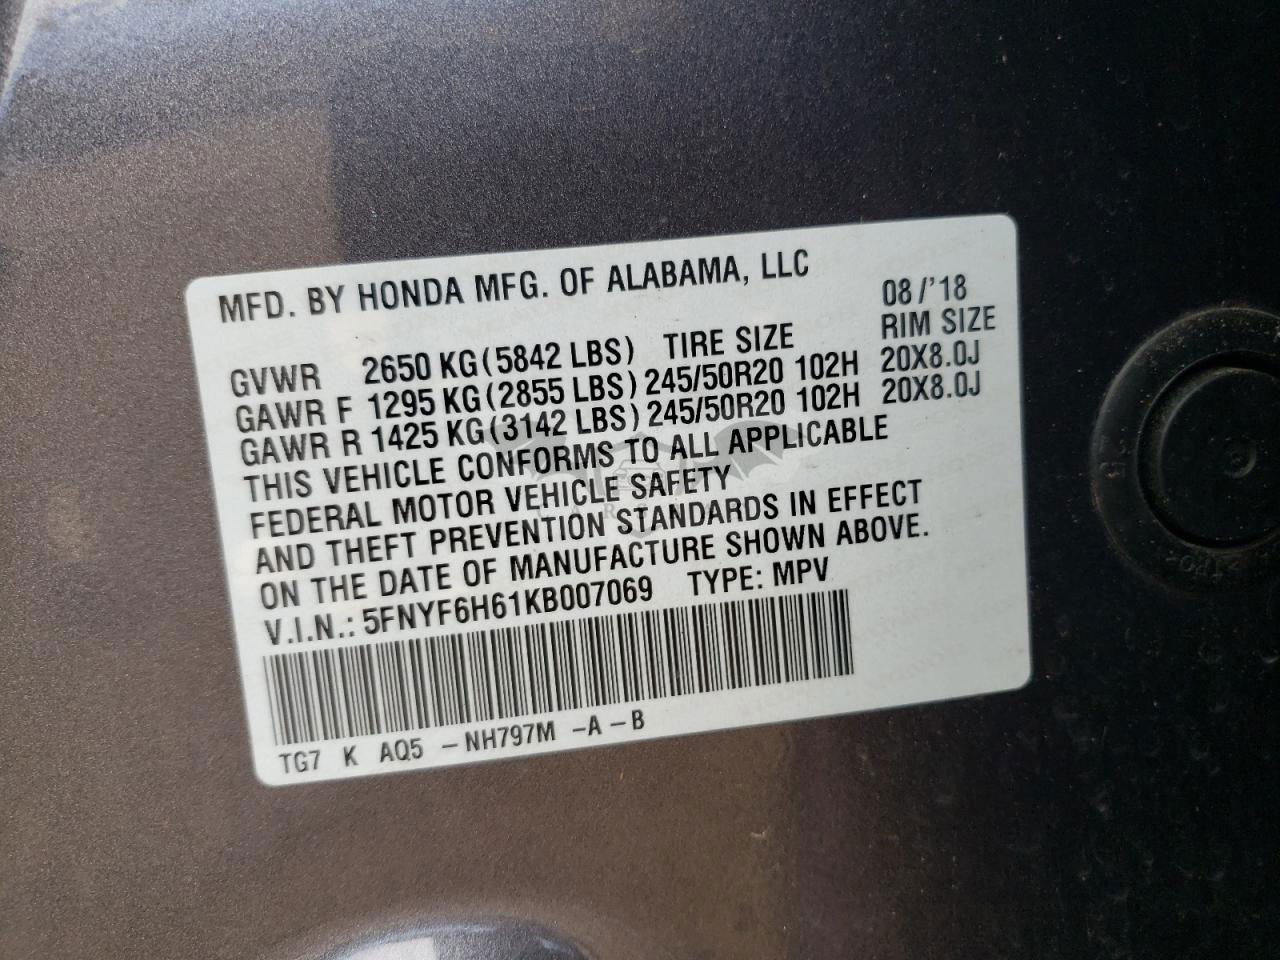 MFD. BY HONDA MFG. OF ALABAMA, LLC 08/'18
TIRE SIZE RIM SIZE
GVWR 2650 KG(5842 LBS)
GAWR F 1295 KG(2855 LBS) 245/50R20 102H 20X8.0J
GAWR R 1425 KG(3142 LBS) 245/50R20 102H 20X8.0J
THIS VEHICLE CONFORMS TO ALL APPLICABLE
FEDERAL MOTOR VEHICLE SAFETY
AND THEFT PREVENTION STANDARDS IN EFFECT
ON THE DATE OF MANUFACTURE SHOWN ABOVE.
V.I.N.: 5FNYF6H61KB007069 TYPE: MPV
TG7 K AQ5 -NH797M -A -B